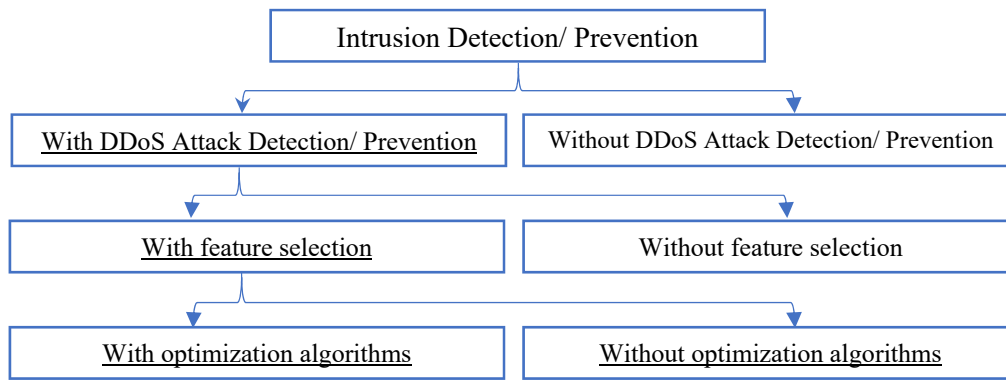 Intrusion Detection/ Prevention
With DDoS Attack Detection/ Prevention
Without DDoS Attack Detection/ Prevention
With feature selection
Without feature selection
With optimization algorithms
Without optimization algorithms